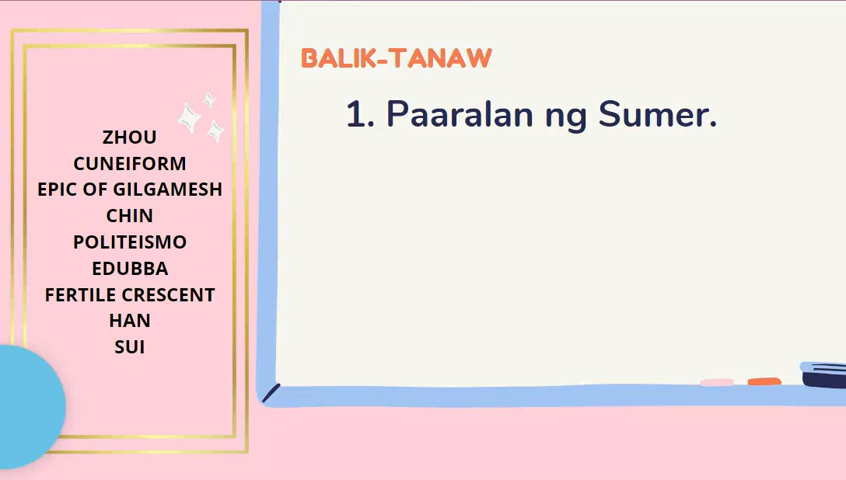 BALIK-TANAW
1. Paaralan ng Sumer.
ZHOU
CUNEIFORM
EPIC OF GILGAMESH
CHIN
POLITEISMO
EDUBBA
FERTILE CRESCENT
HAN
SUI